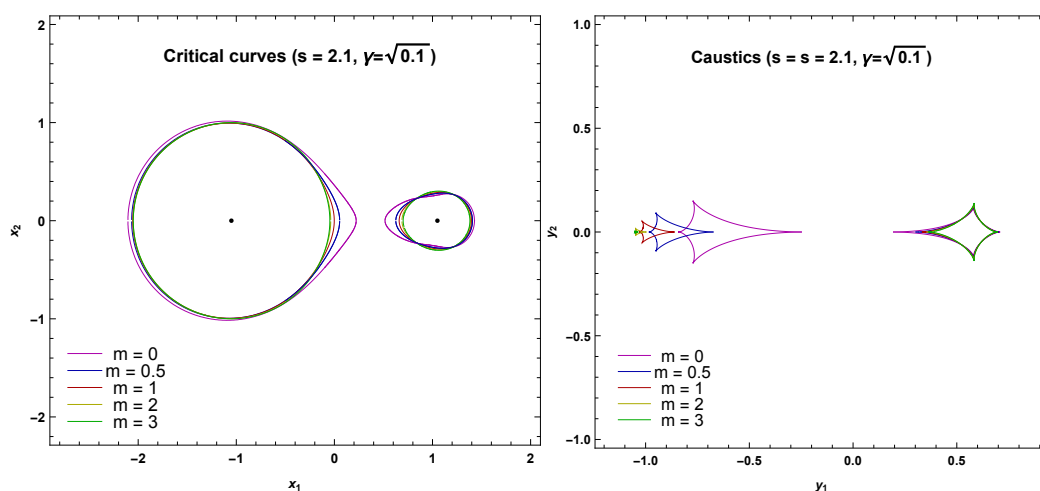 Critical curves (s = 2.1, γ=√0.1 )
2
1
0
−1
−2
−2
−1
0
1
2
x₂
x₁
m = 0
m = 0.5
m = 1
m = 2
m = 3
Caustics (s = s = 2.1, γ=√0.1 )
1.0
0.5
0.0
−0.5
−1.0
−1.0
−0.5
0.0
0.5
y₂
y₁
m = 0
m = 0.5
m = 1
m = 2
m = 3